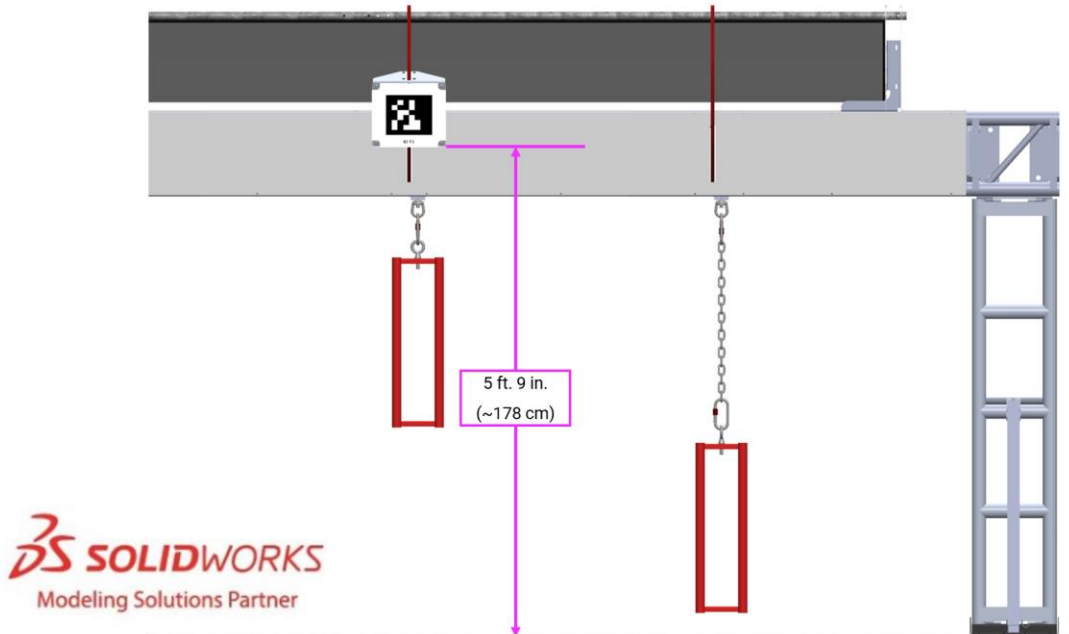 5 ft. 9 in.
(~178 cm)
SOLIDWORKS
Modeling Solutions Partner